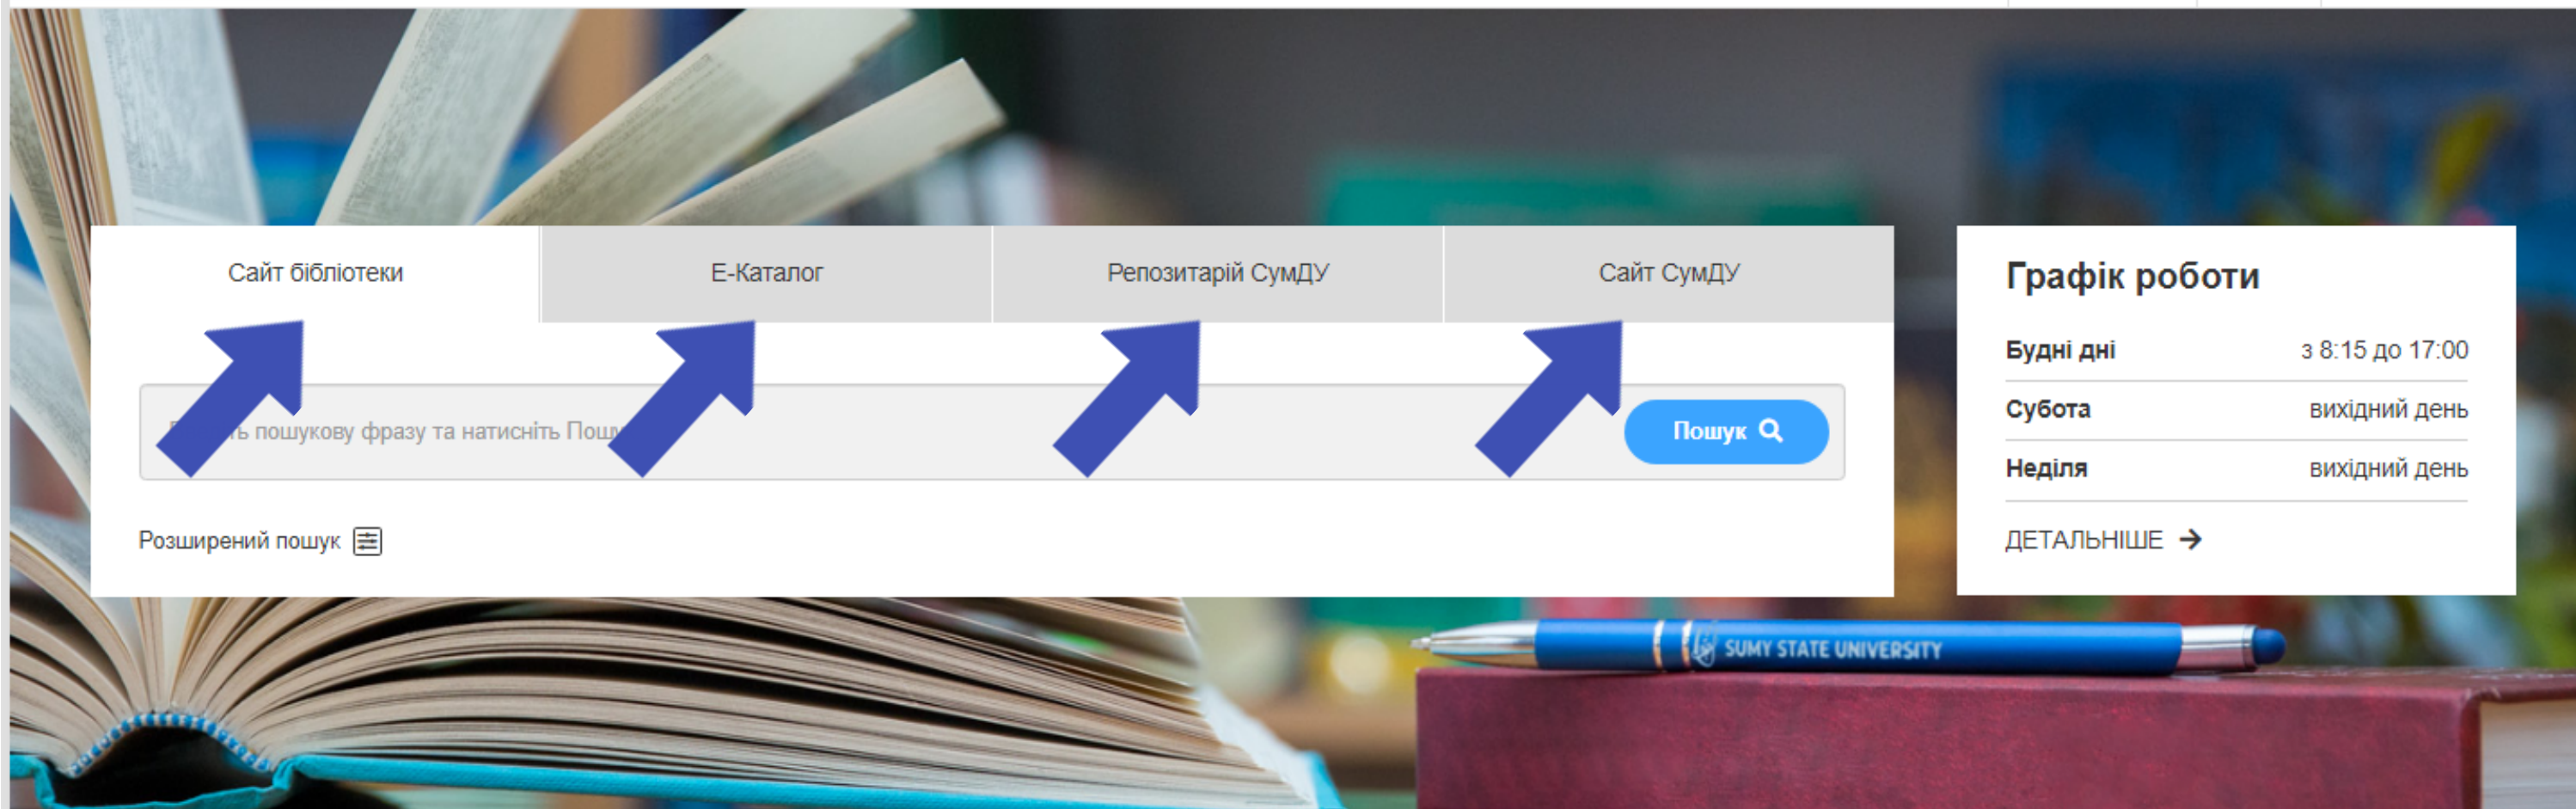 Сайт бібліотеки
Е-Каталог
Репозитарій СумДУ
Сайт СумДУ
пошукову фразу та натисніть
Пошук
Розширений пошук
Графік роботи
Будні дні з 8:15 до 17:00
Субота вихідний день
Неділя вихідний день
ДЕТАЛЬНІШЕ →
SUMY STATE UNIVERSITY